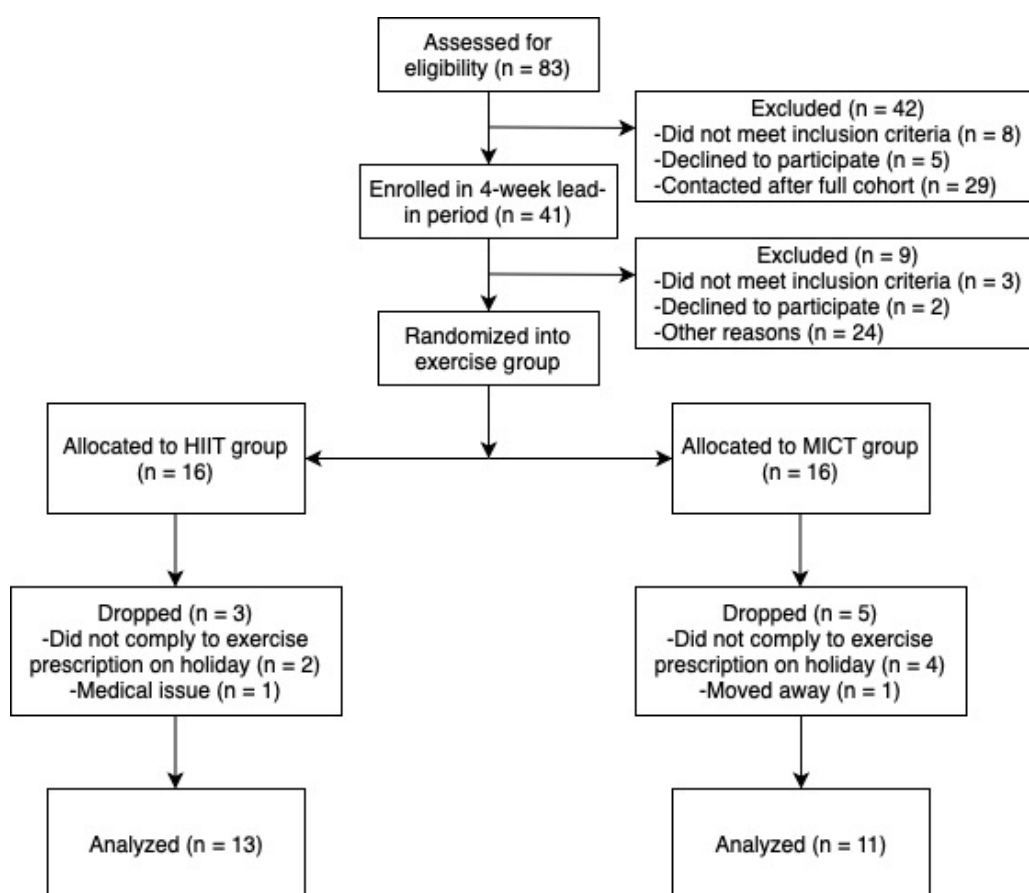 Assessed for
eligibility (n = 83)
Excluded (n = 42)
-Did not meet inclusion criteria (n = 8)
-Declined to participate (n = 5)
-Contacted after full cohort (n = 29)
Enrolled in 4-week lead-
in period (n = 41)
Excluded (n = 9)
-Did not meet inclusion criteria (n = 3)
-Declined to participate (n = 2)
-Other reasons (n = 24)
Randomized into
exercise group
Allocated to HIIT group
(n = 16)
Allocated to MICT group
(n = 16)
Dropped (n = 3)
-Did not comply to exercise
prescription on holiday (n = 2)
-Medical issue (n = 1)
Dropped (n = 5)
-Did not comply to exercise
prescription on holiday (n = 4)
-Moved away (n = 1)
Analyzed (n = 13)
Analyzed (n = 11)